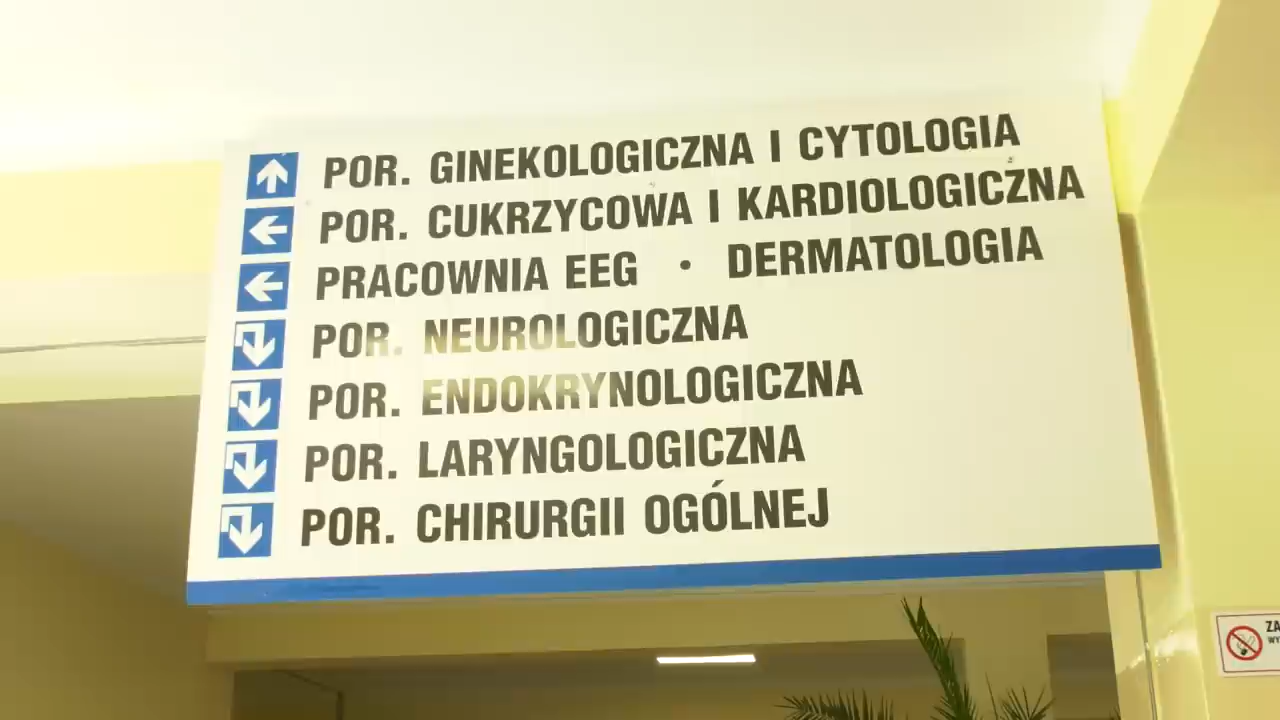 POR. GINEKOLOGICZNA I CYTOLOGIA
POR. CUKRZYCOWA I KARDIOLOGICZNA
PRACOWNIA EEG • DERMATOLOGIA
POR. NEUROLOGICZNA
POR. ENDOKRYNOLOGICZNA
POR. LARYNGOLOGICZNA
POR. CHIRURGII OGÓLNEJ